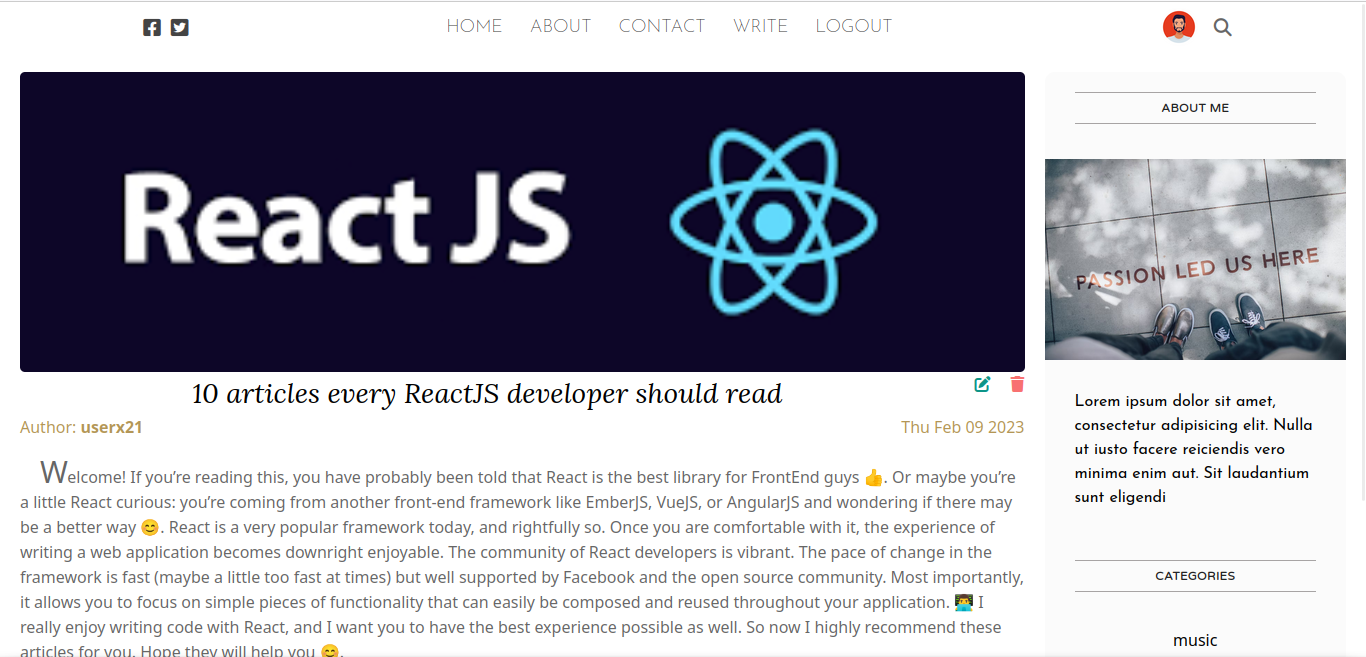 HOME ABOUT CONTACT WRITE LOGOUT
React JS
10 articles every ReactJS developer should read
Author: userx21
Thu Feb 09 2023
Welcome! If you’re reading this, you have probably been told that React is the best library for FrontEnd guys 👍. Or maybe you’re
a little React curious: you’re coming from another front-end framework like EmberJS, VueJS, or AngularJS and wondering if there may
be a better way 😊. React is a very popular framework today, and rightfully so. Once you are comfortable with it, the experience of
writing a web application becomes downright enjoyable. The community of React developers is vibrant. The pace of change in the
framework is fast (maybe a little too fast at times) but well supported by Facebook and the open source community. Most importantly,
it allows you to focus on simple pieces of functionality that can easily be composed and reused throughout your application. 👨‍💻 I
really enjoy writing code with React, and I want you to have the best experience possible as well. So now I highly recommend these
articles for you. Hope they will help you 😊.
ABOUT ME
PASSION LED US HERE
Lorem ipsum dolor sit amet,
consectetur adipisicing elit. Nulla
ut iusto facere reiciendis vero
minima enim aut. Sit laudantium
sunt eligendi
CATEGORIES
music